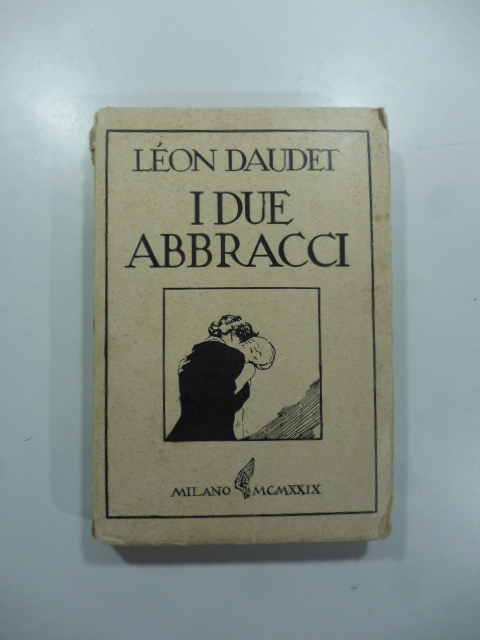 LÉON DAUDET
I DUE
ABBRACCI
MILANO MCMXXIX